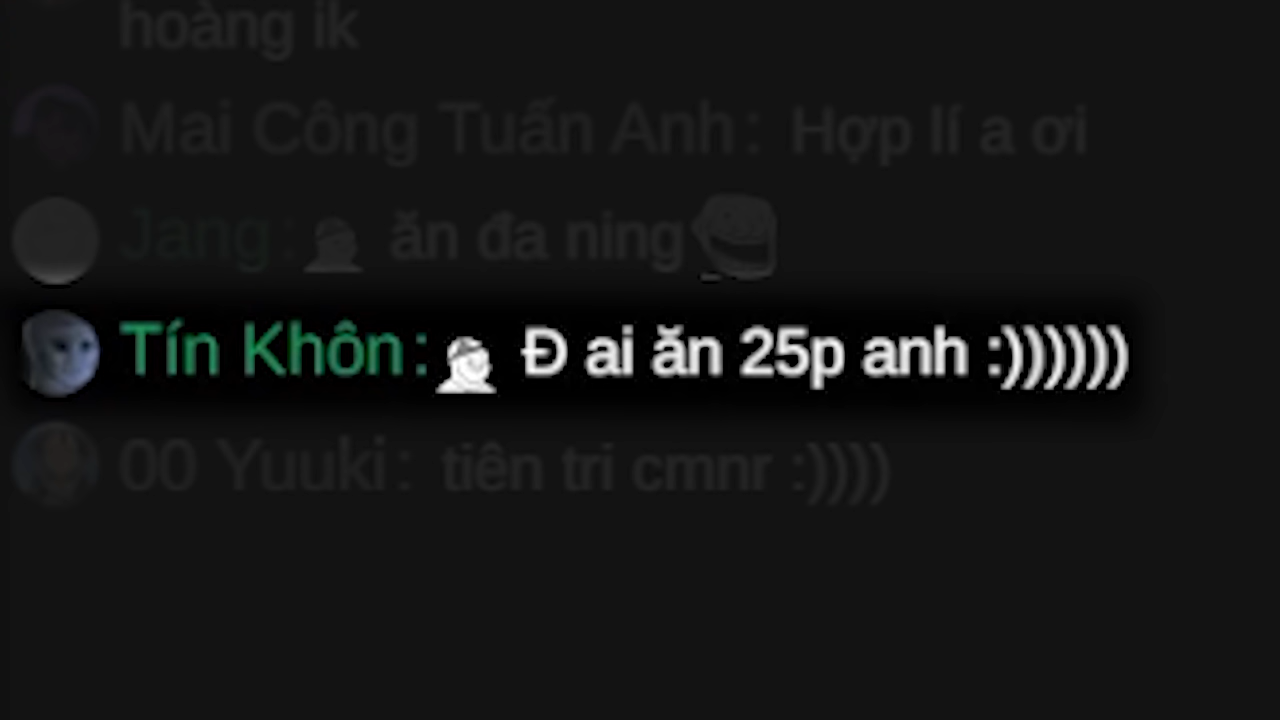 hoàng ik
Mai Công Tuấn Anh: Hợp lí a ơi
Jang: ăn đa ning
Tín Khôn: Đ ai ăn 25p anh :))))))
00 Yuuki: tiên tri cmnr :))))